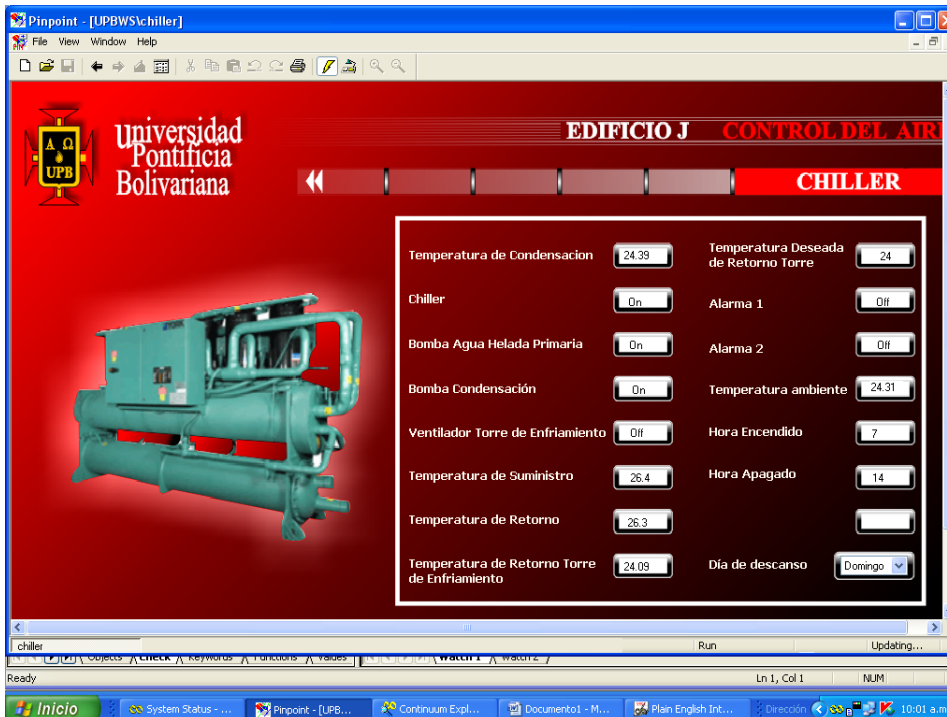 Pinpoint - [UPBWS\chiller]
File View Window Help
Universidad
Pontificia
Bolivariana
A Ω
UPB
EDIFICIO J CONTROL DEL AIR
CHILLER
Temperatura de Condensacion 24.39
Chiller On
Bomba Agua Helada Primaria On
Bomba Condensación On
Ventilador Torre de Enfriamiento Off
Temperatura de Suministro 26.4
Temperatura de Retorno 26.3
Temperatura de Retorno Torre
de Enfriamiento 24.09
Temperatura Deseada
de Retorno Torre 24
Alarma 1 Off
Alarma 2 Off
Temperatura ambiente 24.31
Hora Encendido 7
Hora Apagado 14
Día de descanso Domingo
chiller Run Updating...
Objects Check Keywords Functions Values Watch 1 Watch 2
Ready Ln 1, Col 1 NUM
Inicio System Status - ... Pinpoint - [UPB... Continuum Expl... Documento1 - M... Plain English Int... Dirección 10:01 a.m